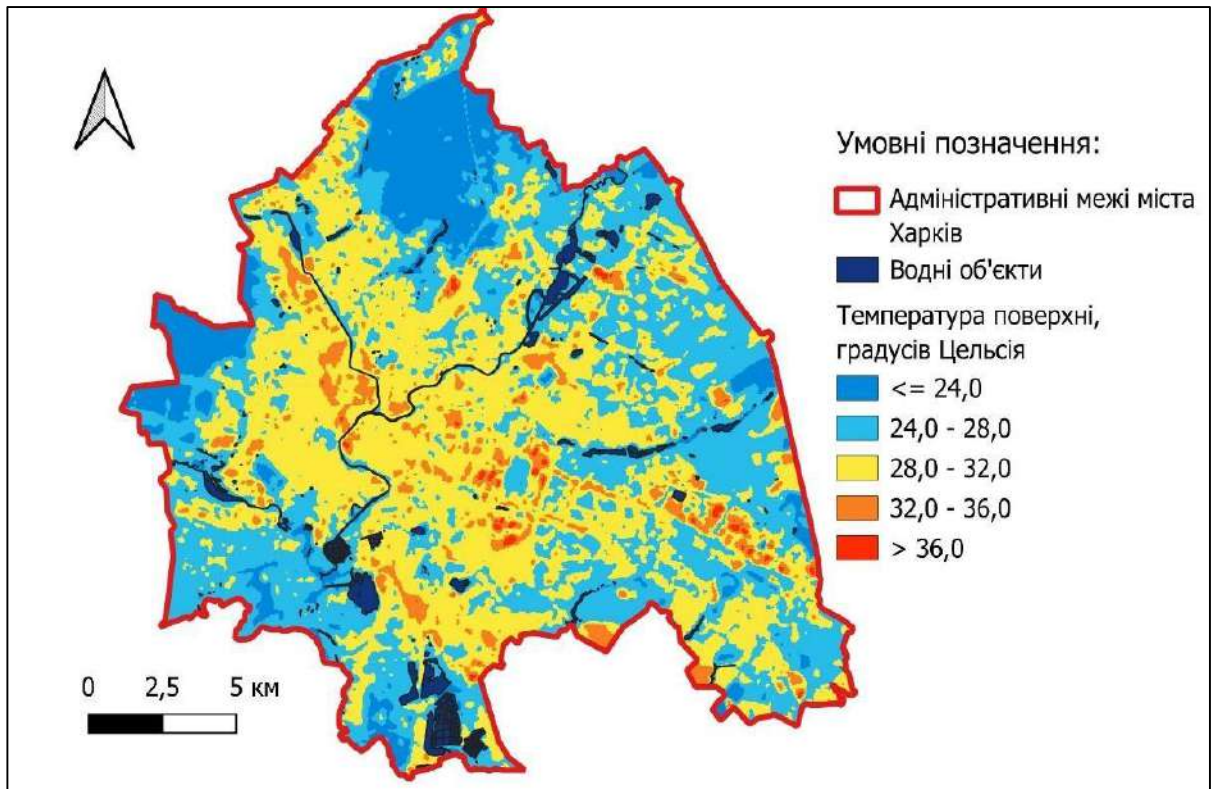 Умовні позначення:
Адміністративні межі міста
Харків
Водні об'єкти
Температура поверхні,
градусів Цельсія
<= 24,0
24,0 - 28,0
28,0 - 32,0
32,0 - 36,0
> 36,0
0 2,5 5 км